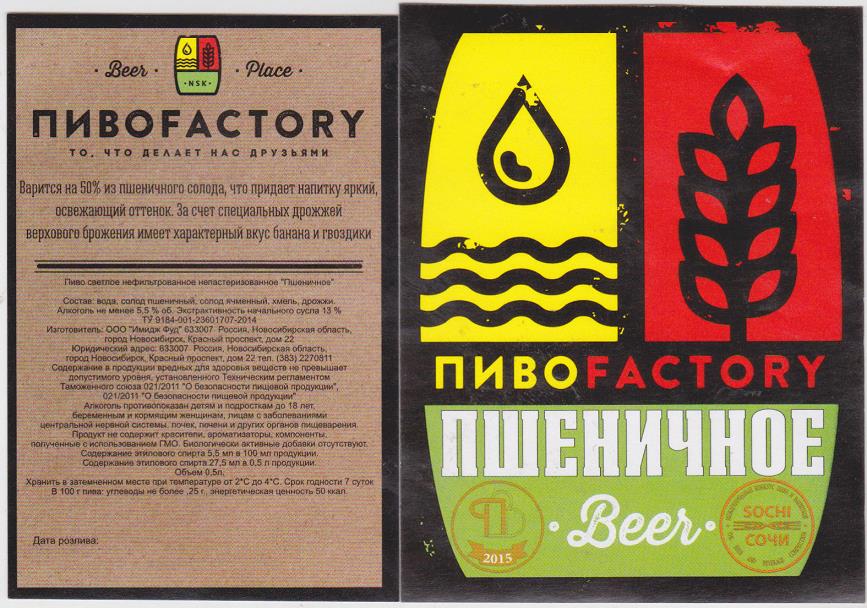 · Beer · · Place ·
· NSK ·
ПИВОFACTORY
ТО, ЧТО ДЕЛАЕТ НАС ДРУЗЬЯМИ
Варится на 50% из пшеничного солода, что придает напитку яркий,
освежающий оттенок. За счет специальных дрожжей
верхового брожения имеет характерный вкус банана и гвоздики
Пиво светлое нефильтрованное непастеризованное "Пшеничное"
Состав: вода, солод пшеничный, солод ячменный, хмель, дрожжи.
Алкоголь не менее 5,5 % об. Экстрактивность начального сусла 13 %
ТУ 9184-001-23601707-2014
Изготовитель: ООО "Имидж Фуд" 633007 Россия, Новосибирская область,
город Новосибирск, Красный проспект, дом 22
Юридический адрес: 633007 Россия, Новосибирская область,
город Новосибирск, Красный проспект, дом 22 тел. (383) 2270811
Содержание в продукции вредных для здоровья веществ не превышает
допустимого уровня, установленного Техническим регламентом
Таможенного союза 021/2011 "О безопасности пищевой продукции",
021/2011 "О безопасности пищевой продукции"
Алкоголь противопоказан детям и подросткам до 18 лет,
беременным и кормящим женщинам, лицам с заболеваниями
центральной нервной системы, почек, печени и других органов пищеварения.
Продукт не содержит красители, ароматизаторы, компоненты,
полученные с использованием ГМО. Биологически активные добавки отсутствуют.
Содержание этилового спирта 5,5 мл в 100 мл продукции.
Содержание этилового спирта 27,5 мл в 0,5 л продукции.
Объем 0,5л.
Хранить в затемненном месте при температуре от 2*С до 4*С. Срок годности 7 суток
В 100 г пива: углеводы не более ,25 г., энергетическая ценность 50 ккал.
Дата розлива:
ПИВОFACTORY
ПШЕНИЧНОЕ
· Beer ·
2015
SOCHI
СОЧИ